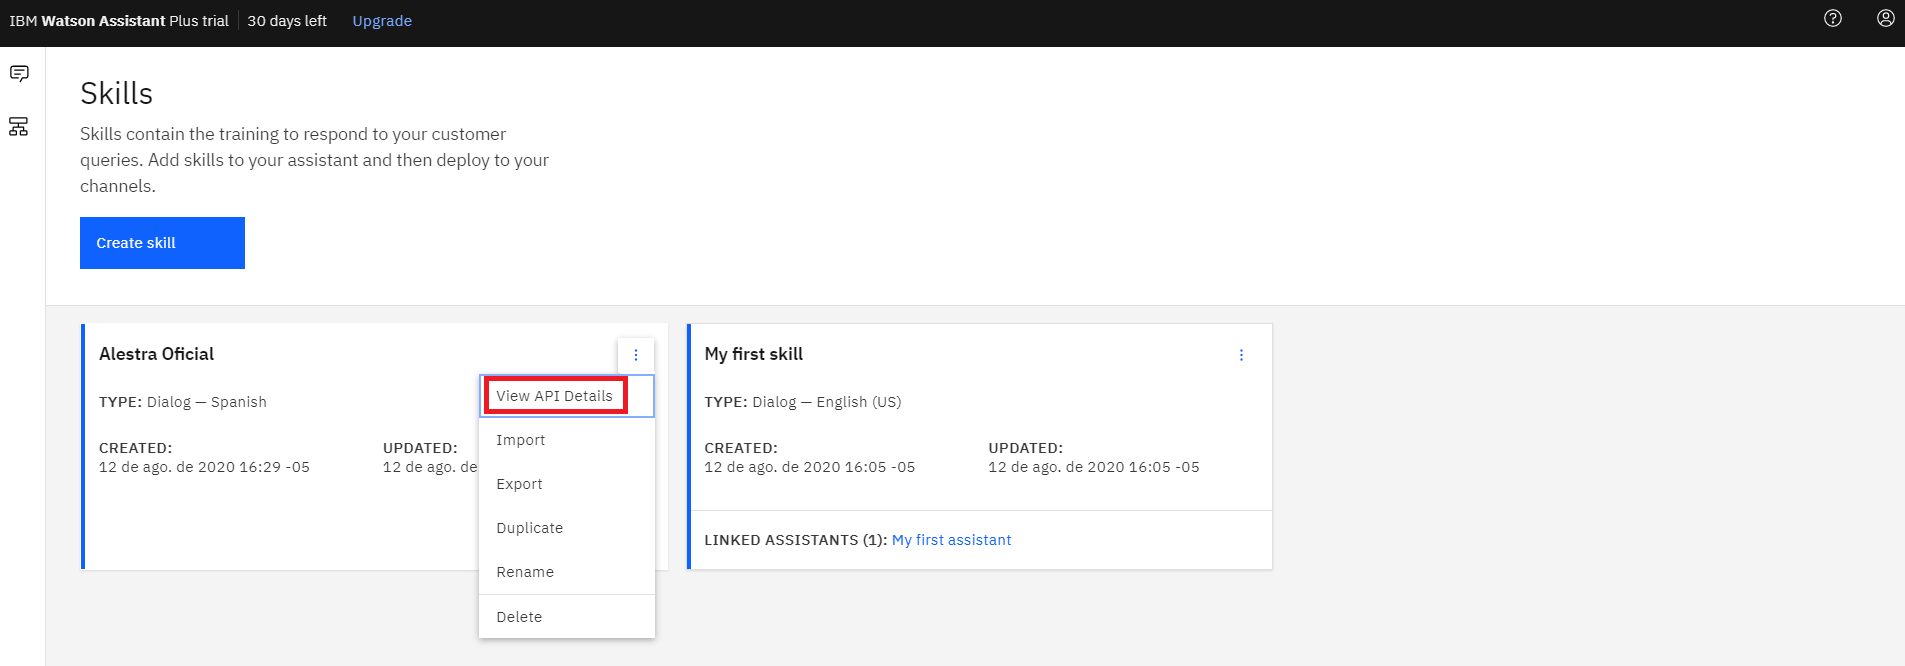 IBM Watson Assistant Plus trial 30 days left Upgrade
Skills
Skills contain the training to respond to your customer
queries. Add skills to your assistant and then deploy to your
channels.
Create skill
Alestra Oficial
TYPE: Dialog — Spanish
CREATED:
12 de ago. de 2020 16:29 -05
UPDATED:
12 de ago. de
View API Details
Import
Export
Duplicate
Rename
Delete
My first skill
TYPE: Dialog — English (US)
CREATED:
12 de ago. de 2020 16:05 -05
UPDATED:
12 de ago. de 2020 16:05 -05
LINKED ASSISTANTS (1): My first assistant